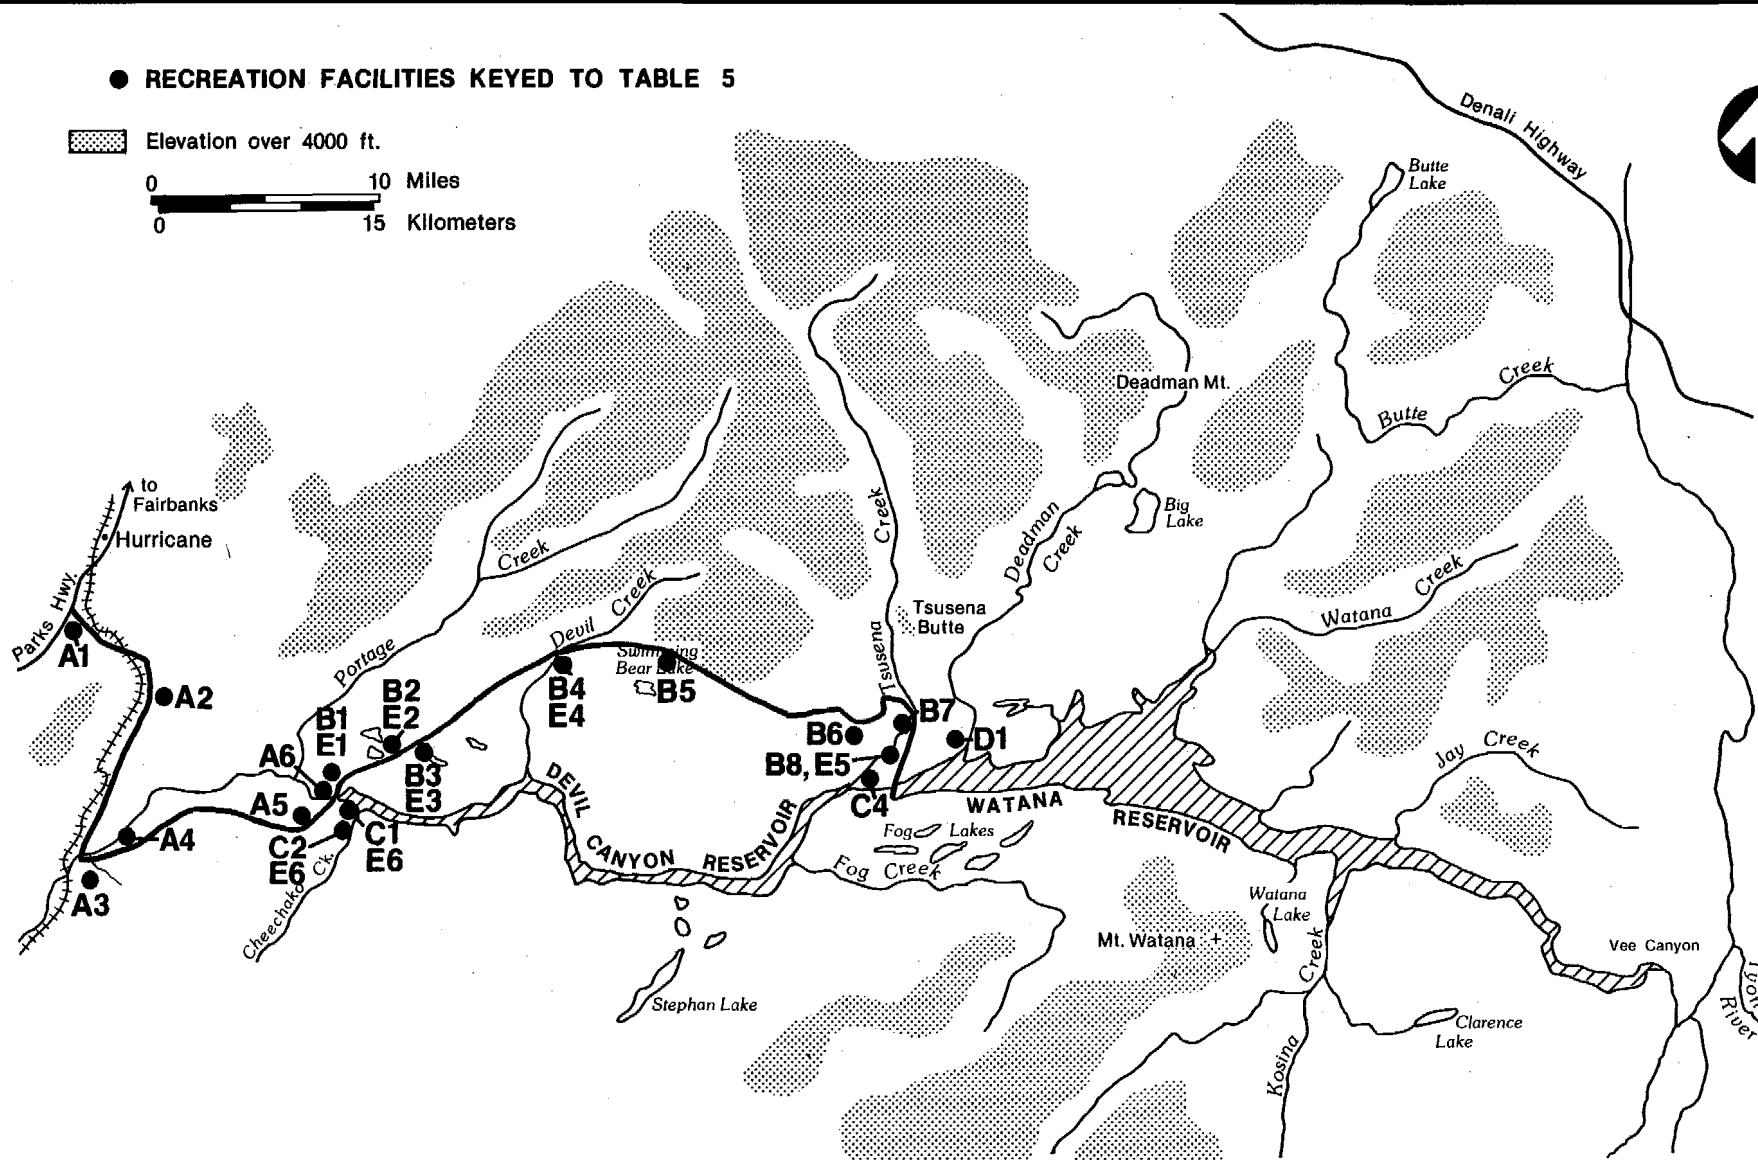 RECREATION FACILITIES KEYED TO TABLE 5
Elevation over 4000 ft.
0 10 Miles
0 15 Kilometers
Denali Highway
Butte
Lake
Deadman Mt.
Butte Creek
to
Fairbanks
Hurricane
Parks Hwy.
Big
Lake
Deadman
Creek
Tsusena Creek
Tsusena
Butte
Watana Creek
Portage Creek
Devil Creek
Swimming
Bear Lake
A1
A2
A3
A4
A5
A6
B1
E1
B2
E2
B3
E3
B4
E4
B5
B6
B7
B8, E5
C4
D1
C1
E6
C2
E6
Cheechako Ck.
DEVIL CANYON RESERVOIR
WATANA RESERVOIR
Jay Creek
Fog Lakes
Fog Creek
Watana
Lake
Mt. Watana
Vee Canyon
Stephan Lake
Kosina Creek
Clarence
Lake
River